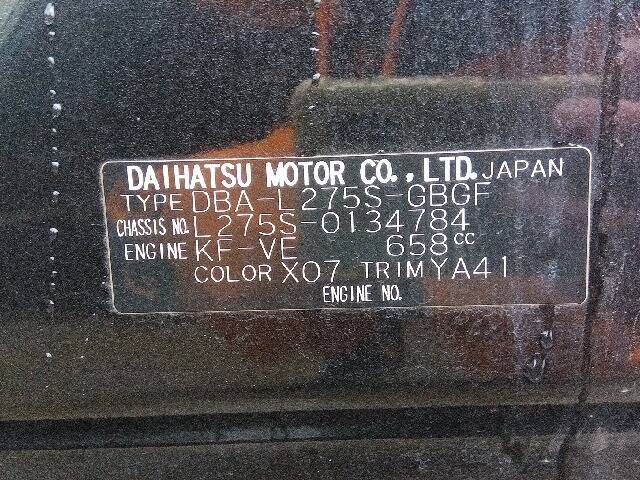 DAIHATSU MOTOR CO.,LTD. JAPAN
TYPE DBA-L275S-GBGF
CHASSIS NO. L275S-0134784
ENGINE KF-VE 658cc
COLOR X07 TRIM YA41
ENGINE NO.